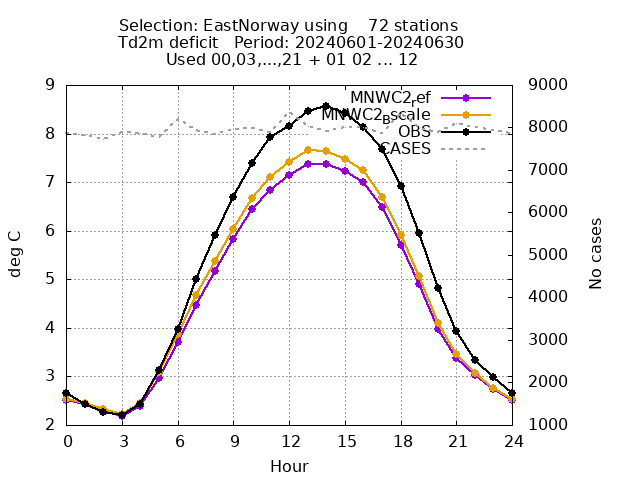 Selection: EastNorway using    72 stations
Td2m deficit   Period: 20240601-20240630
Used 00,03,...,21 + 01 02 ... 12
9
8
7
6
5
4
3
2
deg C
9000
8000
7000
6000
5000
4000
3000
2000
1000
No cases
MNWC2_ref
MNWC2_Bscale
OBS
CASES
0
3
6
9
12
15
18
21
24
Hour